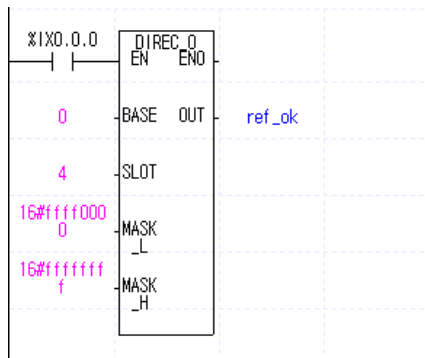 %IX0.0.0
DIREC_O
EN ENO
0 BASE OUT ref_ok
4 SLOT
16#ffff000
0
MASK
_L
16#fffffff
f
MASK
_H